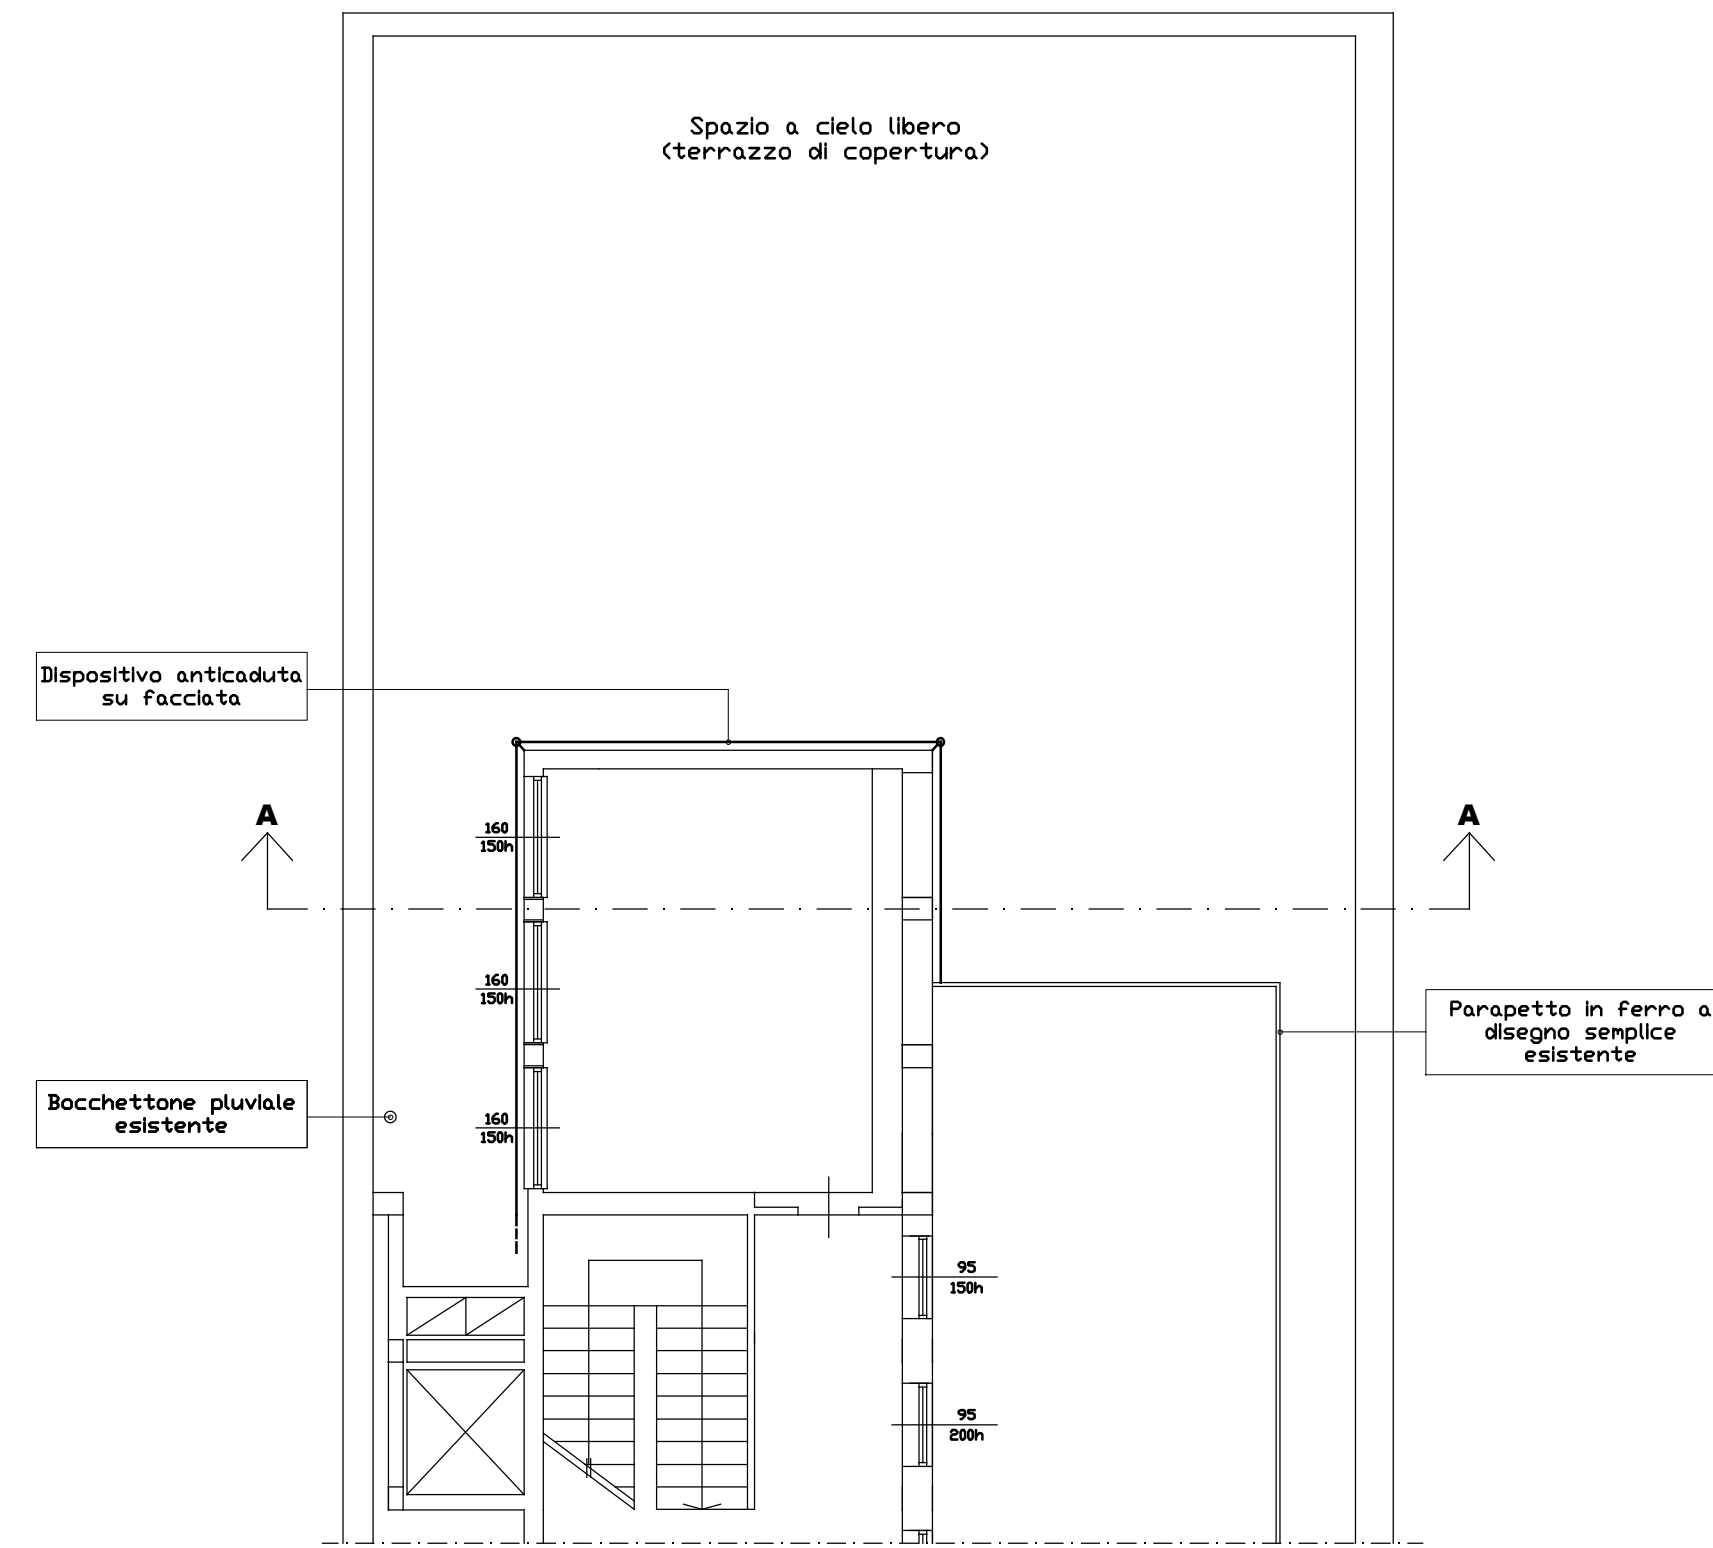 Spazio a cielo libero
(terrazzo di copertura)
Dispositivo anticaduta
su facciata
A
A
160
150h
160
150h
Parapetto in ferro a
disegno semplice
esistente
Bocchettone pluviale
esistente
160
150h
95
150h
95
200h